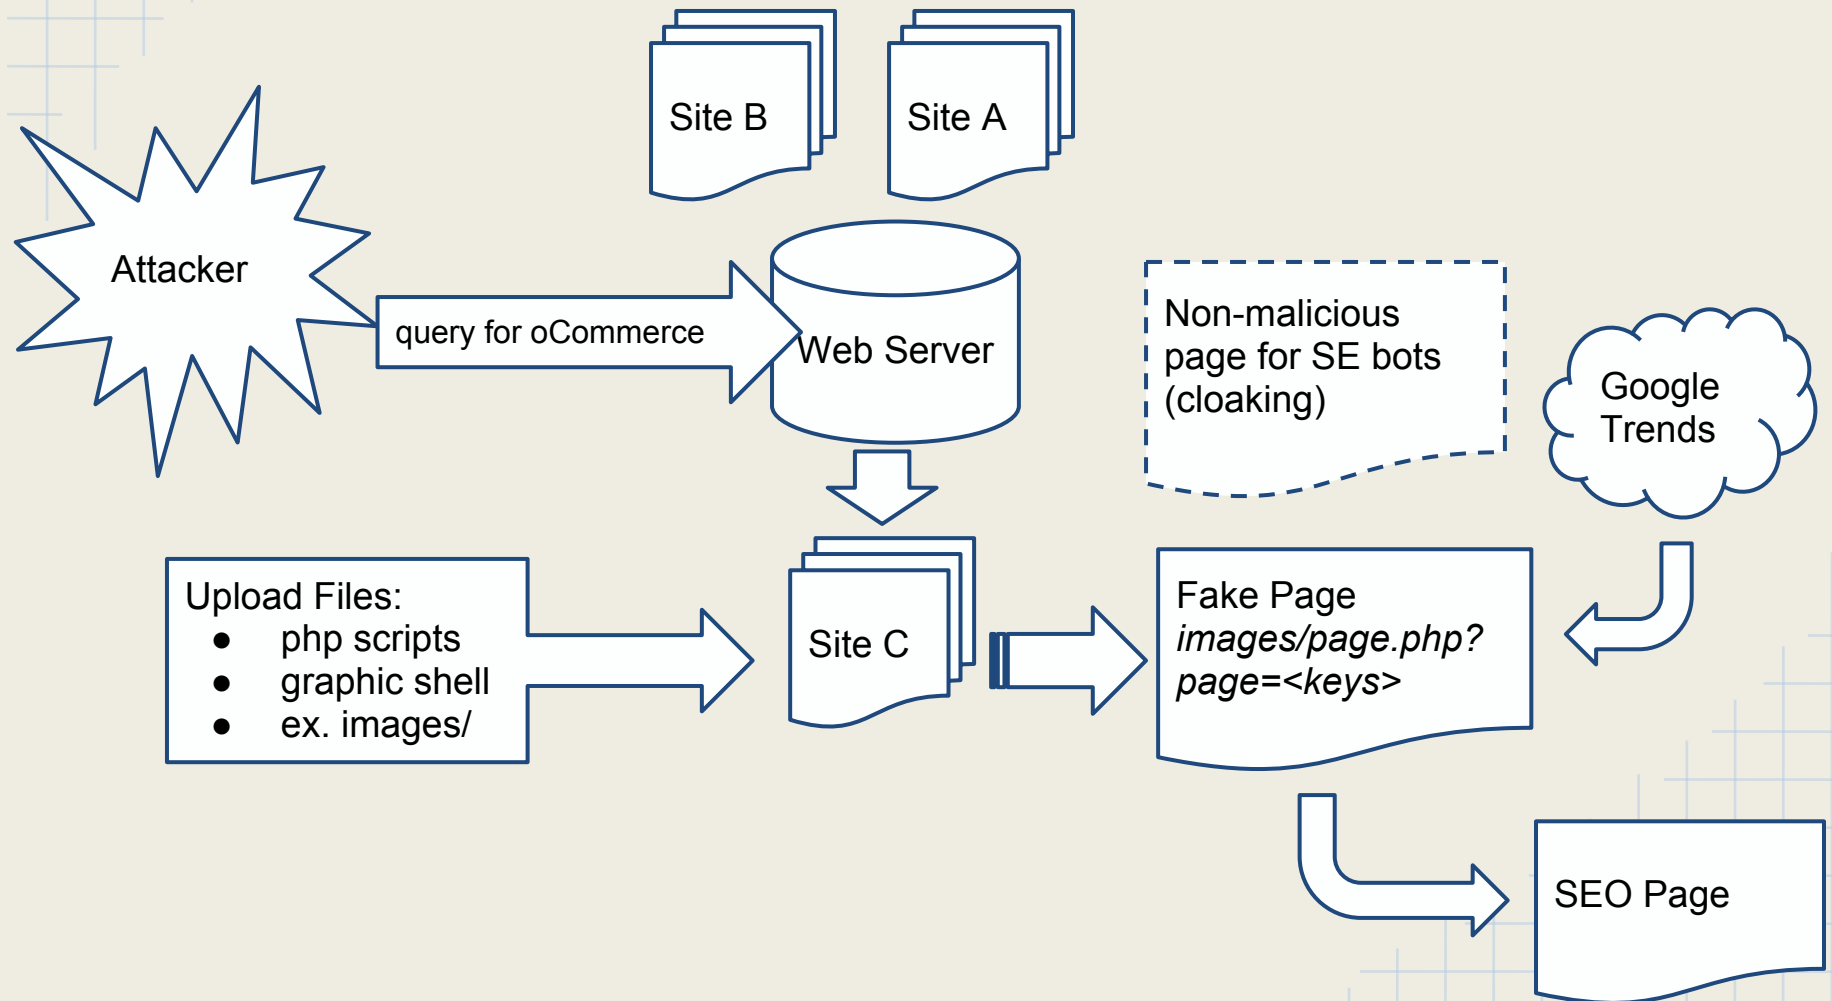 Site B
Site A
Attacker
query for oCommerce
Web Server
Non-malicious
page for SE bots
(cloaking)
Google
Trends
Upload Files:
● php scripts
● graphic shell
● ex. images/
Site C
Fake Page
images/page.php?
page=<keys>
SEO Page